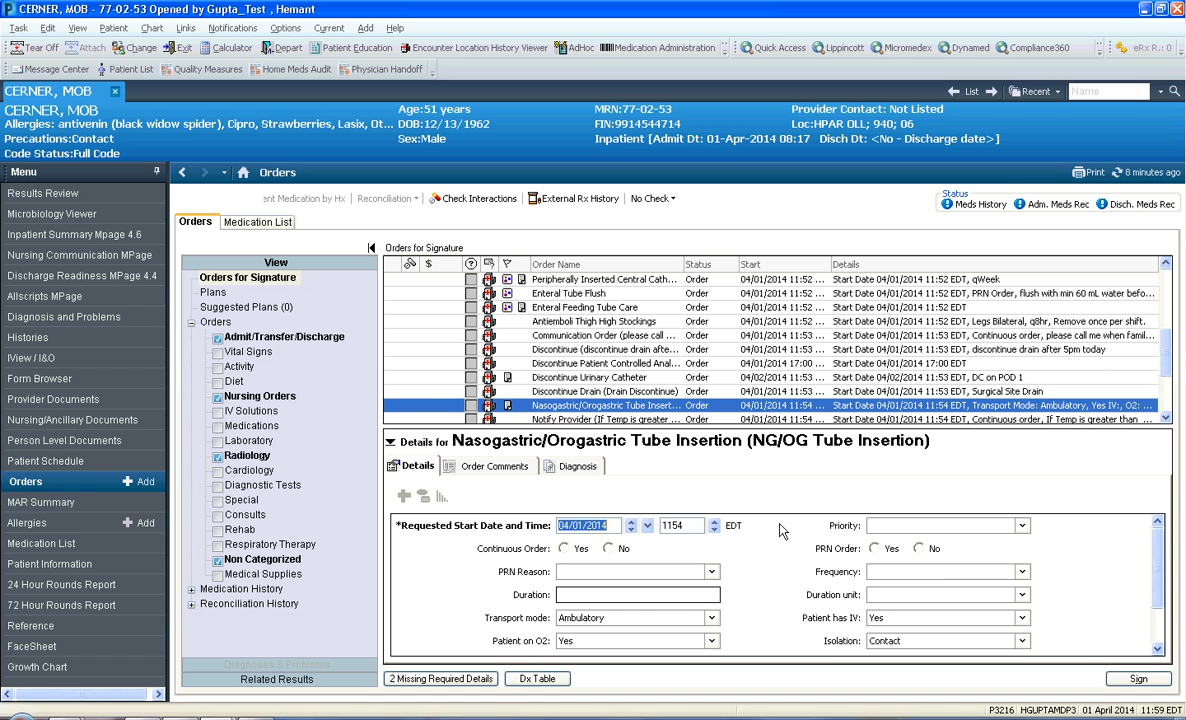 CERNER, MOB - 77-02-53 Opened by Gupta_Test , Hemant
Task Edit View Patient Chart Links Notifications Options Current Add Help
Tear Off Attach Change Exit Calculator Depart Patient Education Encounter Location History Viewer AdHoc Medication Administration Quick Access Lippincott Micromedex Dynamed Compliance360 eRx R.: 0
Message Center Patient List Quality Measures Home Meds Audit Physician Handoff
CERNER, MOB List Recent Name
CERNER, MOB Age:51 years MRN:77-02-53 Provider Contact: Not Listed
Allergies: antivenin (black widow spider), Cipro, Strawberries, Lasix, Ot... DOB:12/13/1962 FIN:9914544714 Loc:HPAR OLL; 940; 06
Precautions:Contact Sex:Male Inpatient [Admit Dt: 01-Apr-2014 08:17 Disch Dt: <No - Discharge date>]
Code Status:Full Code
Menu
Results Review
Microbiology Viewer
Inpatient Summary Mpage 4.6
Nursing Communication MPage
Discharge Readiness MPage 4.4
Allscripts MPage
Diagnosis and Problems
Histories
IView / I&O
Form Browser
Provider Documents
Nursing/Ancillary Documents
Person Level Documents
Patient Schedule
Orders Add
MAR Summary
Allergies Add
Medication List
Patient Information
24 Hour Rounds Report
72 Hour Rounds Report
Reference
FaceSheet
Growth Chart
Orders Print 8 minutes ago
ent Medication by Hx Reconciliation Check Interactions External Rx History No Check
Status
Meds History Adm. Meds Rec Disch. Meds Rec
Orders Medication List
View
Orders for Signature
Plans
Suggested Plans (0)
Orders
Admit/Transfer/Discharge
Vital Signs
Activity
Diet
Nursing Orders
IV Solutions
Medications
Laboratory
Radiology
Cardiology
Diagnostic Tests
Special
Consults
Rehab
Respiratory Therapy
Non Categorized
Medical Supplies
Medication History
Reconciliation History
Diagnoses & Problems
Related Results
Orders for Signature
$ Order Name Status Start Details
Peripherally Inserted Central Cath... Order 04/01/2014 11:52 ... Start Date 04/01/2014 11:52 EDT, qWeek
Enteral Tube Flush Order 04/01/2014 11:52 ... Start Date 04/01/2014 11:52 EDT, PRN Order, flush with min 60 mL water befo...
Enteral Feeding Tube Care Order 04/01/2014 11:52 ... Start Date 04/01/2014 11:52 EDT
Antiemboli Thigh High Stockings Order 04/01/2014 11:52 ... Start Date 04/01/2014 11:52 EDT, Legs Bilateral, q8hr, Remove once per shift.
Communication Order (please call ... Order 04/01/2014 11:53 ... Start Date 04/01/2014 11:53 EDT, Continuous order, please call me when famil...
Discontinue (discontinue drain afte... Order 04/01/2014 11:53 ... Start Date 04/01/2014 11:53 EDT, discontinue drain after 5pm today
Discontinue Patient Controlled Anal... Order 04/01/2014 17:00 ... Start Date 04/01/2014 17:00 EDT
Discontinue Urinary Catheter Order 04/02/2014 11:53 ... Start Date 04/02/2014 11:53 EDT, DC on POD 1
Discontinue Drain (Drain Discontinue) Order 04/01/2014 11:53 ... Start Date 04/01/2014 11:53 EDT, Surgical Site Drain
Nasogastric/Orogastric Tube Insert... Order 04/01/2014 11:54 ... Start Date 04/01/2014 11:54 EDT, Transport Mode: Ambulatory, Yes IV:, O2: ...
Notify Provider (If Temp is greater ... Order 04/01/2014 11:54 ... Start Date 04/01/2014 11:54 EDT, Continuous order, If Temp is greater than ...
Details for Nasogastric/Orogastric Tube Insertion (NG/OG Tube Insertion)
Details Order Comments Diagnosis
*Requested Start Date and Time: 04/01/2014 1154 EDT Priority:
Continuous Order: Yes No PRN Order: Yes No
PRN Reason: Frequency:
Duration: Duration unit:
Transport mode: Ambulatory Patient has IV: Yes
Patient on O2: Yes Isolation: Contact
2 Missing Required Details Dx Table Sign
P3216 HGUPTAMDP3 01 April 2014 11:59 EDT